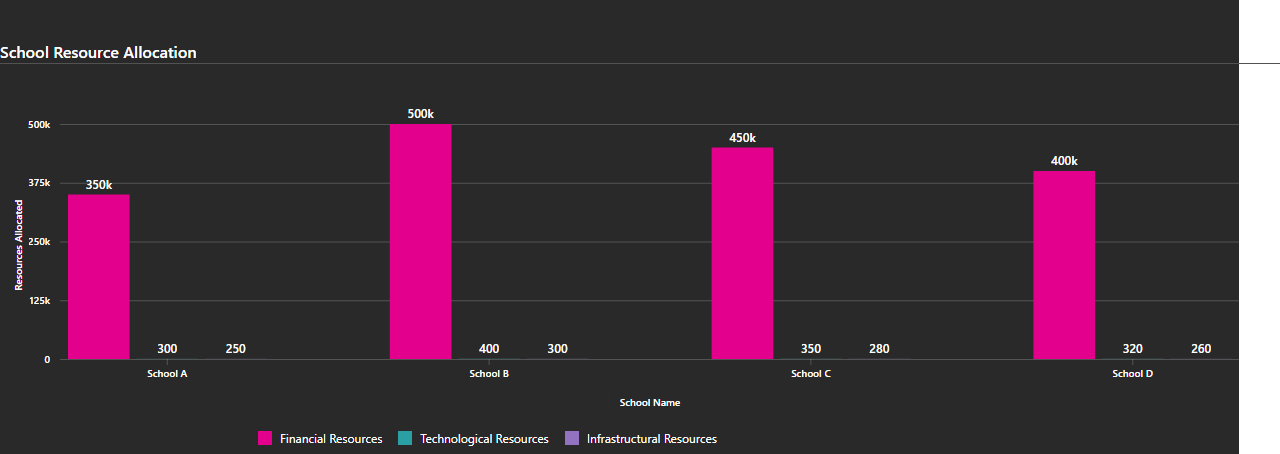 School Resource Allocation
500k
500k
450k
400k
375k
350k
Resources Allocated
250k
125k
0
300
250
400
300
350
280
320
260
School A
School B
School C
School D
School Name
Financial Resources
Technological Resources
Infrastructural Resources